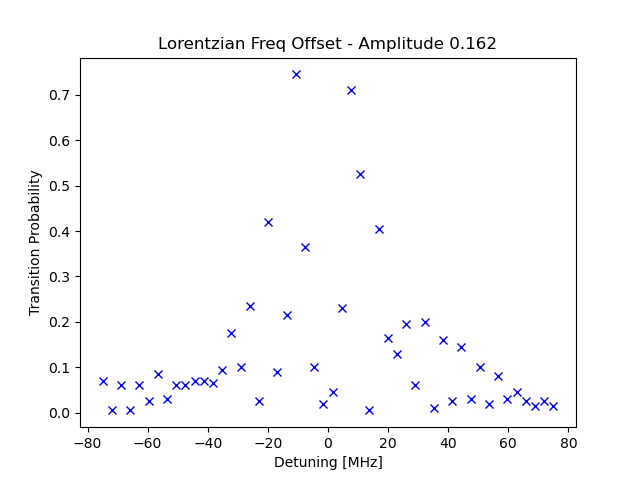 Lorentzian Freq Offset - Amplitude 0.162
Transition Probability
0.7
0.6
0.5
0.4
0.3
0.2
0.1
0.0
−80 −60 −40 −20 0 20 40 60 80
Detuning [MHz]